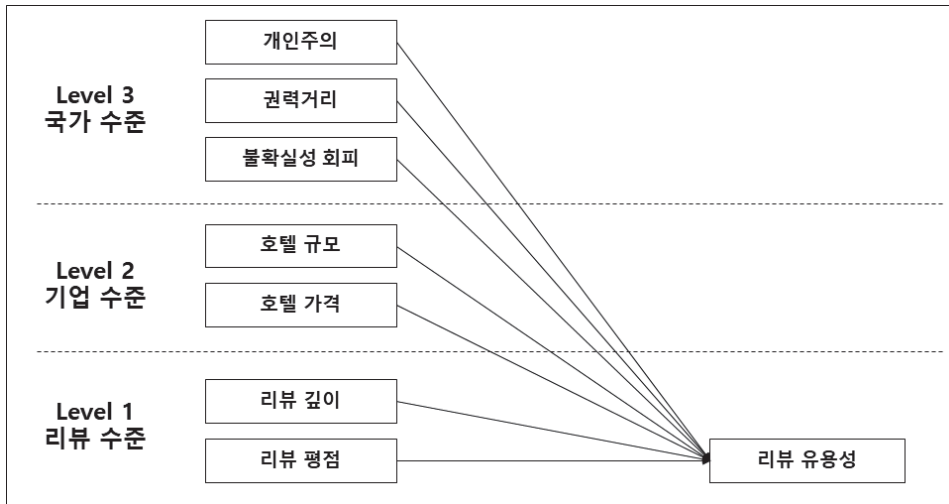 개인주의
Level 3
국가 수준
권력거리
불확실성 회피
Level 2
기업 수준
호텔 규모
호텔 가격
Level 1
리뷰 수준
리뷰 깊이
리뷰 평점
리뷰 유용성